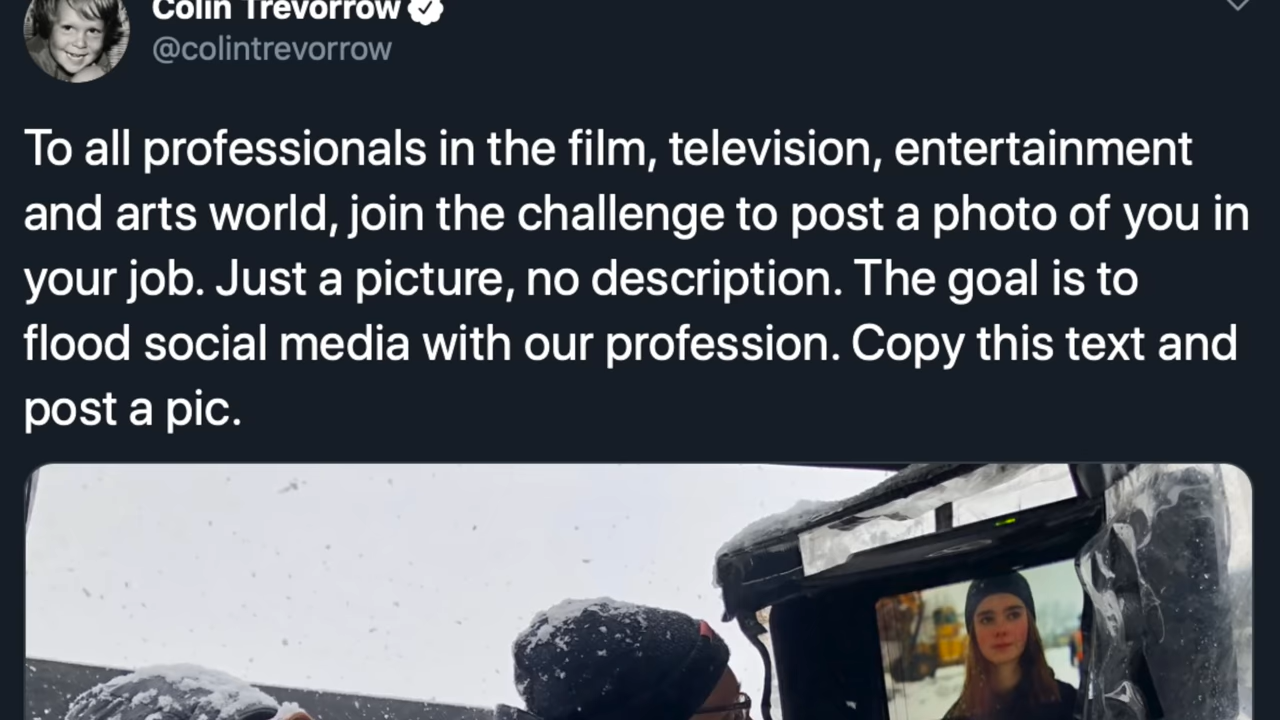 Colin Trevorrow
@colintrevorrow
To all professionals in the film, television, entertainment
and arts world, join the challenge to post a photo of you in
your job. Just a picture, no description. The goal is to
flood social media with our profession. Copy this text and
post a pic.